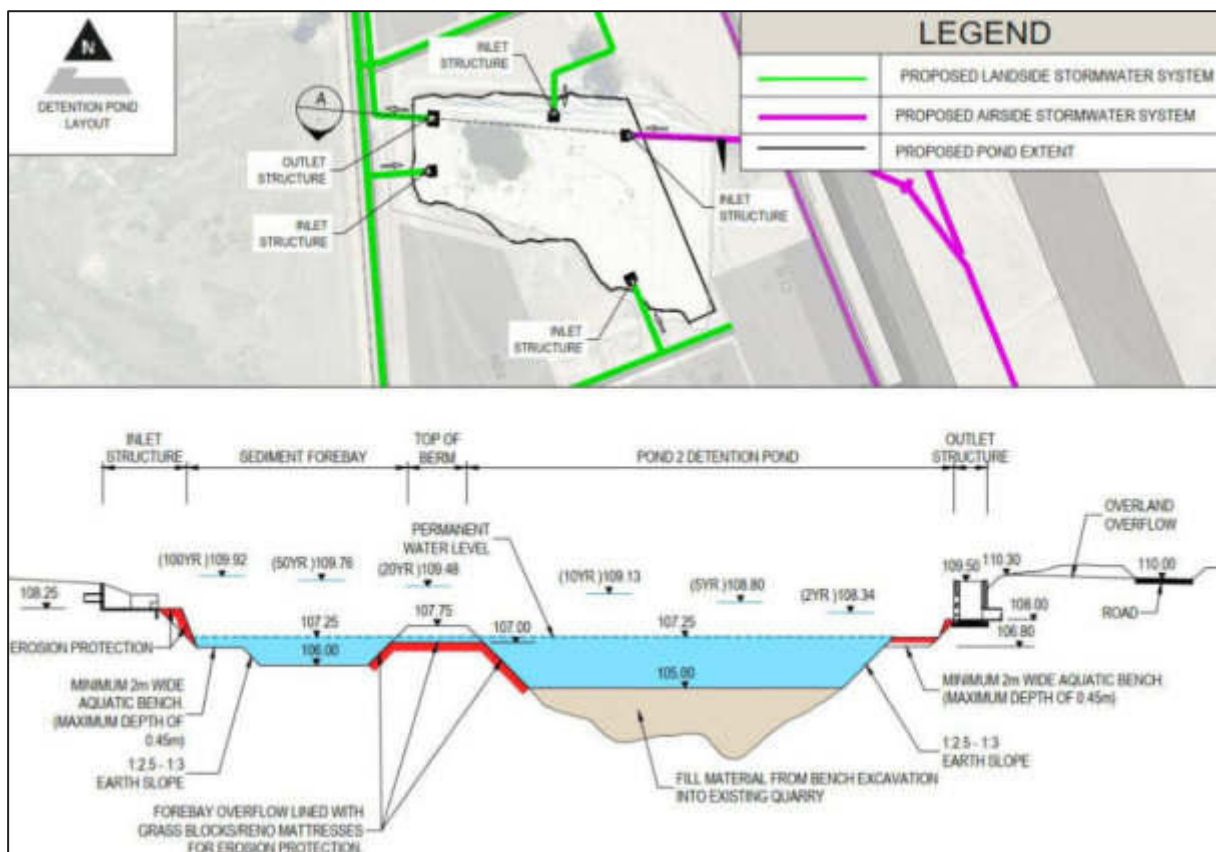 N
DETENTION POND
LAYOUT
A
INLET
STRUCTURE
OUTLET
STRUCTURE
INLET
STRUCTURE
INLET
STRUCTURE
INLET
STRUCTURE
LEGEND
PROPOSED LANDSIDE STORMWATER SYSTEM
PROPOSED AIRSIDE STORMWATER SYSTEM
PROPOSED POND EXTENT
INLET
STRUCTURE
SEDIMENT FOREBAY
TOP OF
BERM
POND 2 DETENTION POND
OUTLET
STRUCTURE
PERMANENT
WATER LEVEL
OVERLAND
OVERFLOW
(100YR )109.92
(50YR )109.76
(20YR )109.48
(10YR )109.13
(5YR )108.80
(2YR )108.34
109.50
110.30
110.00
108.25
107.25
107.75
107.00
107.25
108.00
106.80
ROAD
EROSION PROTECTION
106.00
105.00
MINIMUM 2m WIDE
AQUATIC BENCH
(MAXIMUM DEPTH OF
0.45m)
1:2.5 - 1:3
EARTH SLOPE
MINIMUM 2m WIDE AQUATIC BENCH
(MAXIMUM DEPTH OF 0.45m)
1:2.5 - 1:3
EARTH SLOPE
FILL MATERIAL FROM BENCH EXCAVATION
INTO EXISTING QUARRY
FOREBAY OVERFLOW LINED WITH
GRASS BLOCKS/RENO MATTRESSES
FOR EROSION PROTECTION.